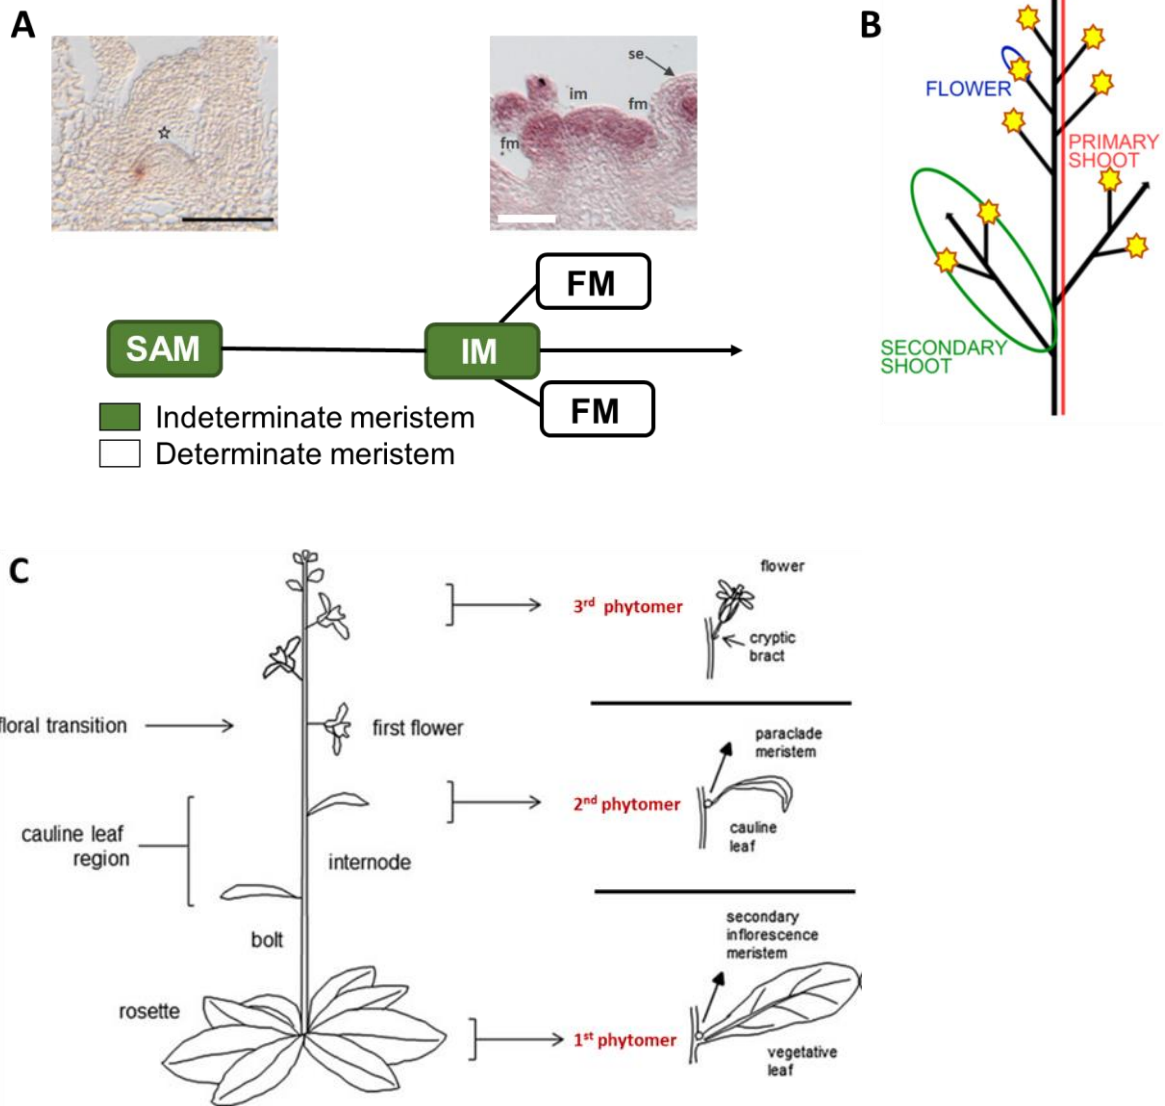 A
se
im
fm
fm
SAM
IM
FM
FM
Indeterminate meristem
Determinate meristem
B
FLOWER
PRIMARY
SHOOT
SECONDARY
SHOOT
C
floral transition
first flower
cauline leaf
region
internode
bolt
rosette
3rd phytomer
flower
cryptic
bract
2nd phytomer
paraclade
meristem
cauline
leaf
1st phytomer
secondary
inflorescence
meristem
vegetative
leaf